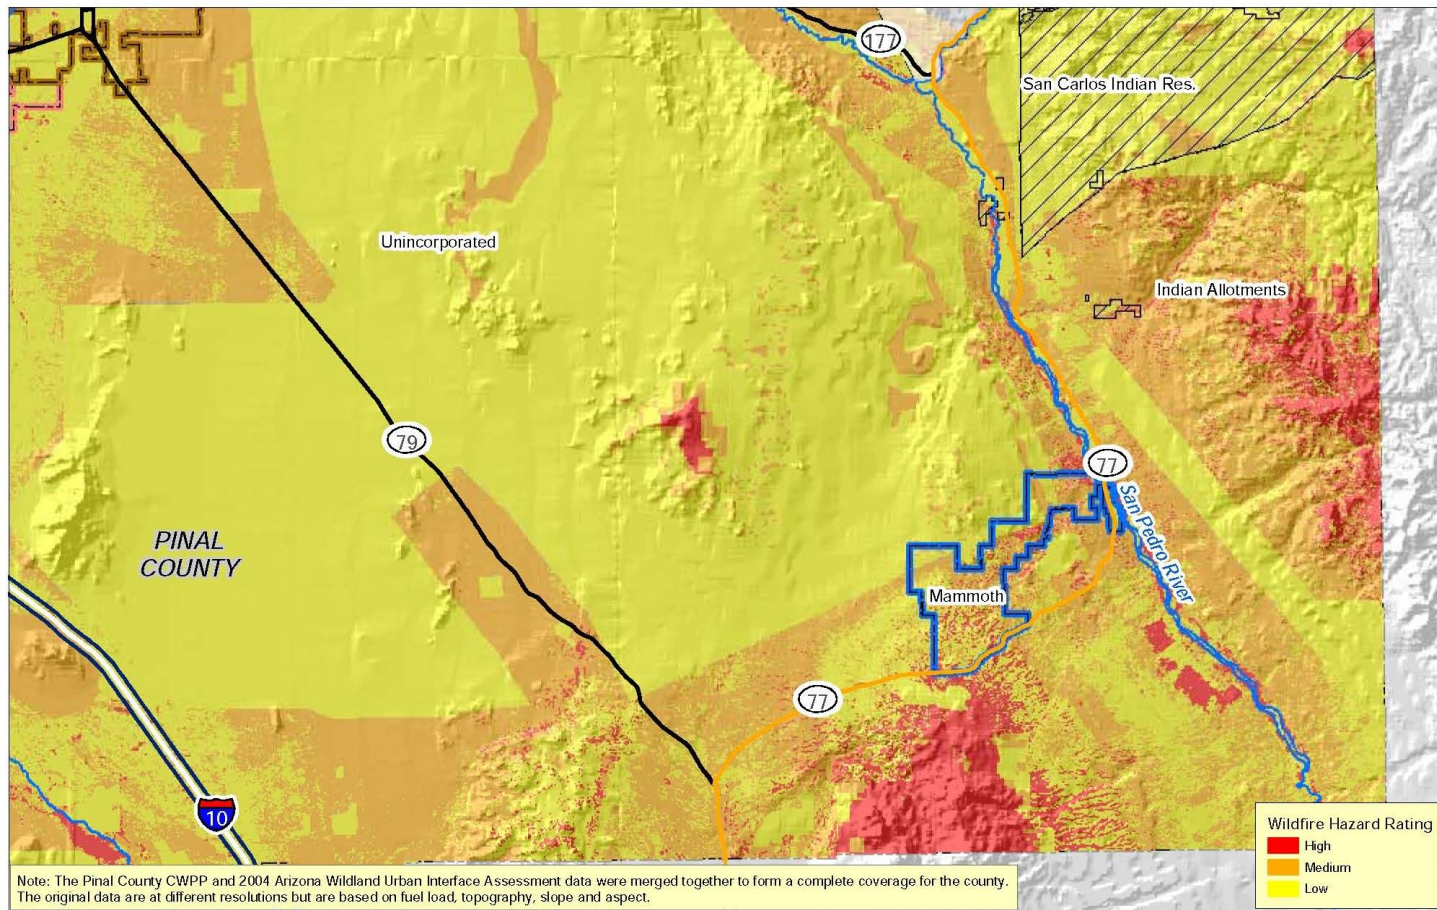 177
San Carlos Indian Res.
Unincorporated
Indian Allotments
79
77
San Pedro River
PINAL
COUNTY
Mammoth
77
10
Wildfire Hazard Rating
High
Medium
Low
Note: The Pinal County CWPP and 2004 Arizona Wildland Urban Interface Assessment data were merged together to form a complete coverage for the county.
The original data are at different resolutions but are based on fuel load, topography, slope and aspect.